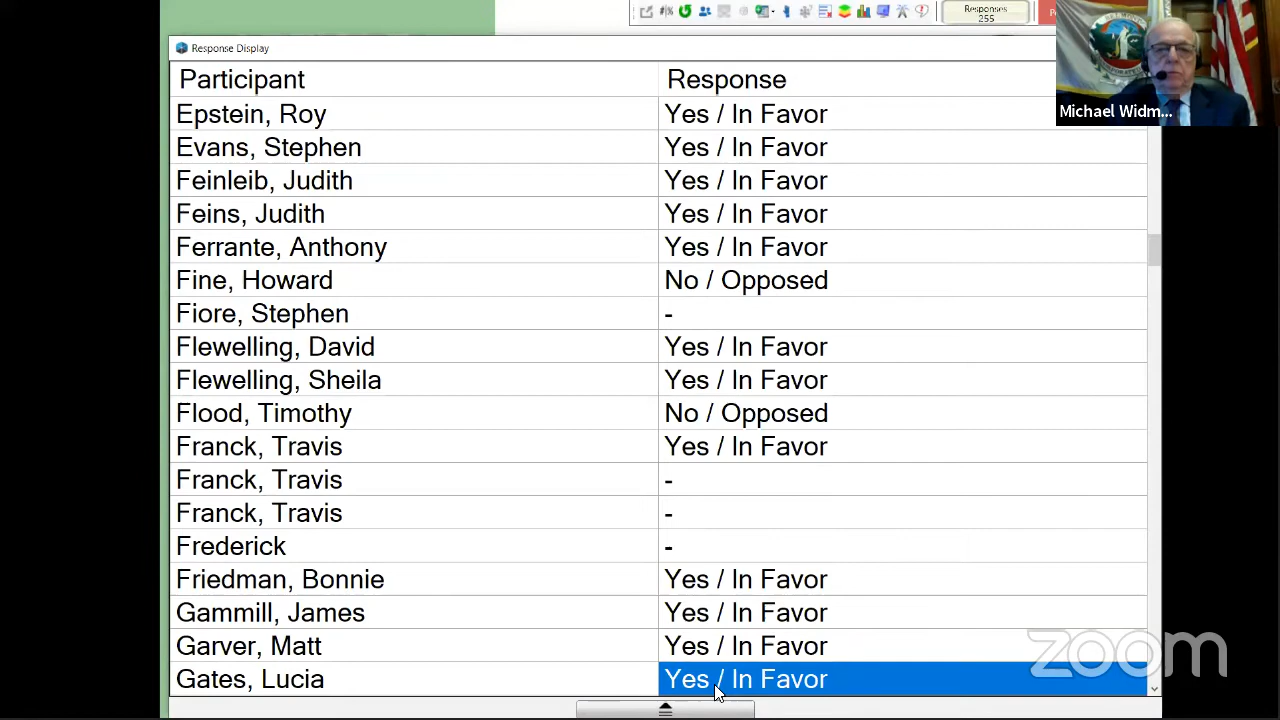 Responses
255
Response Display
Participant Response
Epstein, Roy Yes / In Favor
Evans, Stephen Yes / In Favor
Feinleib, Judith Yes / In Favor
Feins, Judith Yes / In Favor
Ferrante, Anthony Yes / In Favor
Fine, Howard No / Opposed
Fiore, Stephen -
Flewelling, David Yes / In Favor
Flewelling, Sheila Yes / In Favor
Flood, Timothy No / Opposed
Franck, Travis Yes / In Favor
Franck, Travis -
Franck, Travis -
Frederick -
Friedman, Bonnie Yes / In Favor
Gammill, James Yes / In Favor
Garver, Matt Yes / In Favor
Gates, Lucia Yes / In Favor
Michael Widm...
zoom